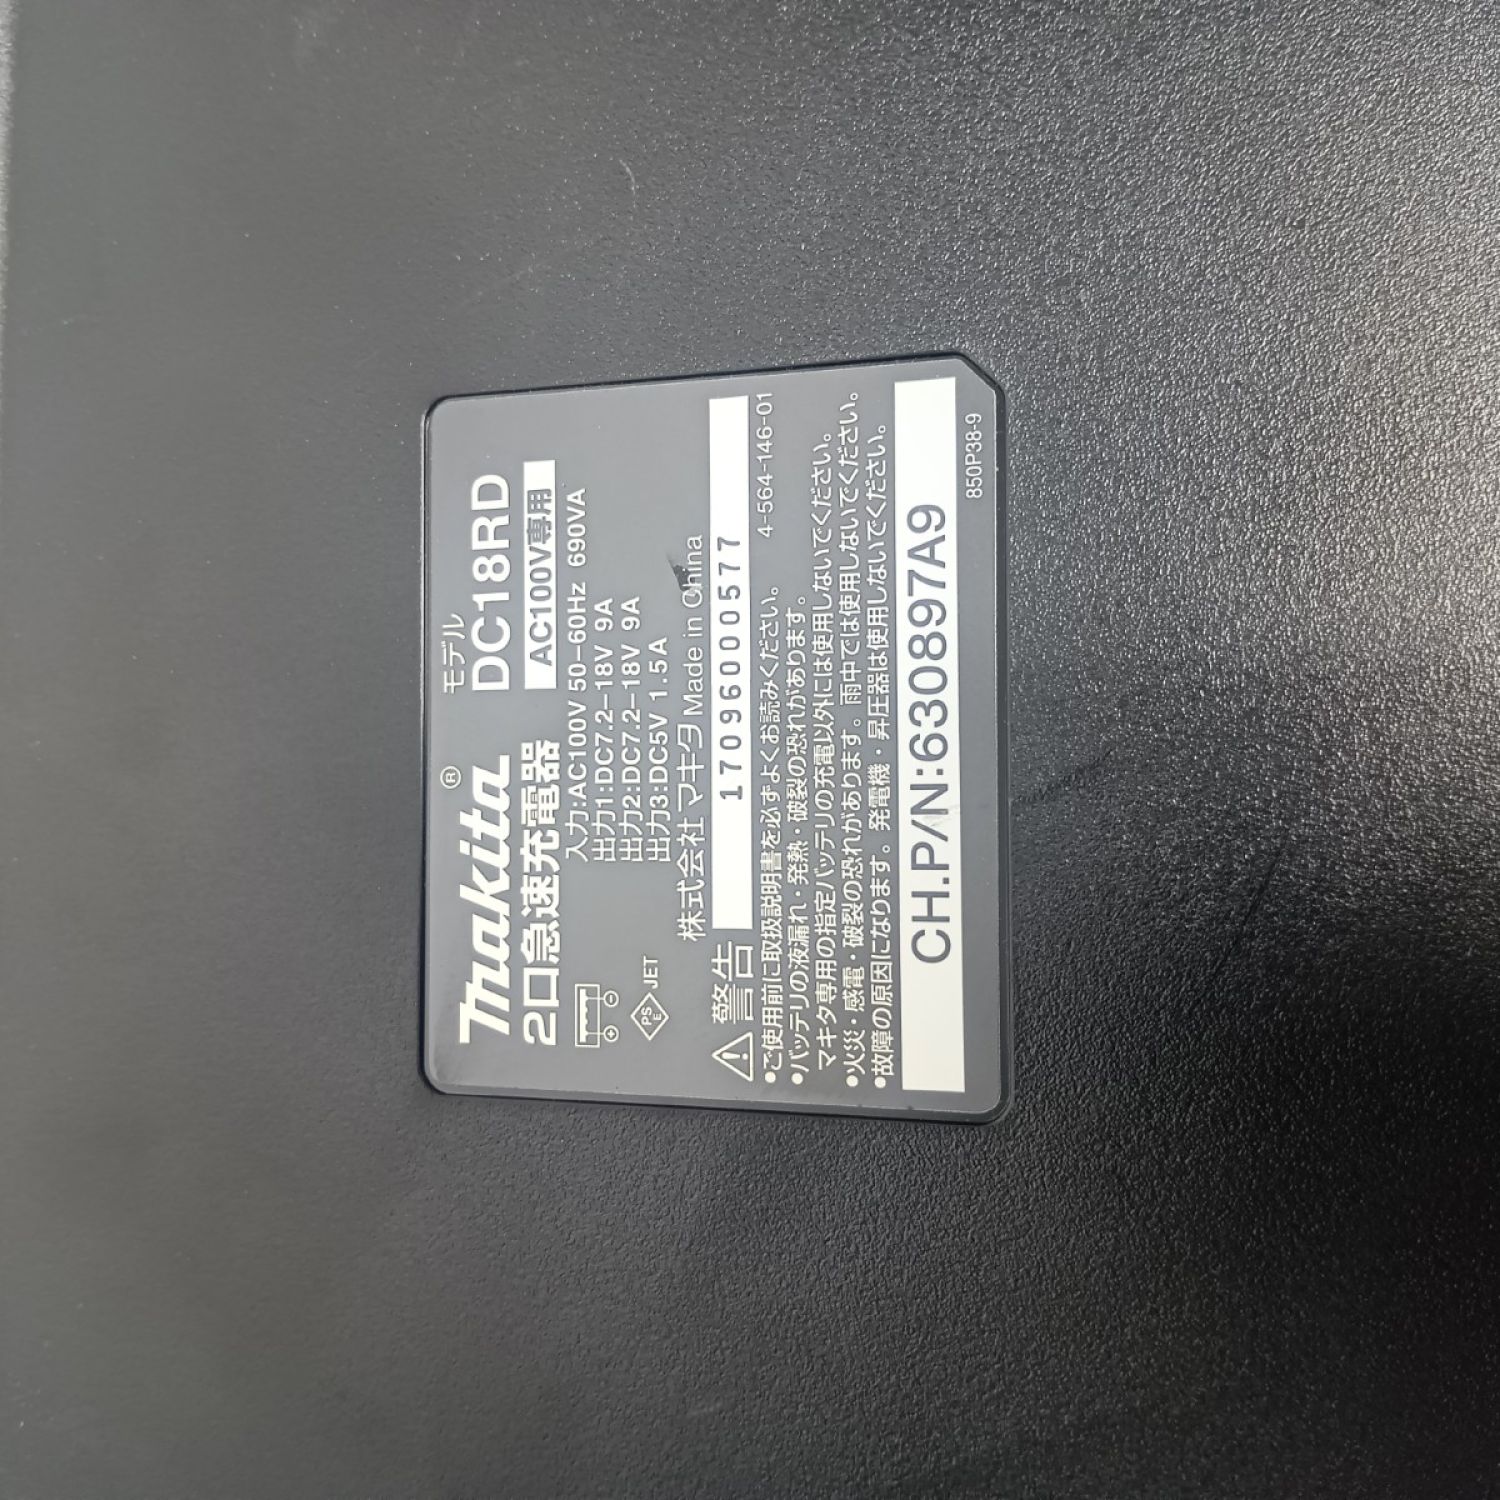 makita®
モデル
DC18RD
2口急速充電器
AC100V専用
入力:AC100V 50-60Hz 690VA
出力1:DC7.2-18V 9A
出力2:DC7.2-18V 9A
出力3:DC5V 1.5A
PS
E
JET
株式会社 マキタ Made in China
1709600057​7
⚠警告
4-564-146-01
•ご使用前に取扱説明書を必ずよくお読みください。
•バッテリの液漏れ・発熱・破裂の恐れがあります。
マキタ専用の指定バッテリの充電以外には使用しないでください。
•火災・感電・破裂の恐れがあります。雨中では使用しないでください。
•故障の原因になります。発電機・昇圧器は使用しないでください。
CH.P/N:630897A9
850P38-9